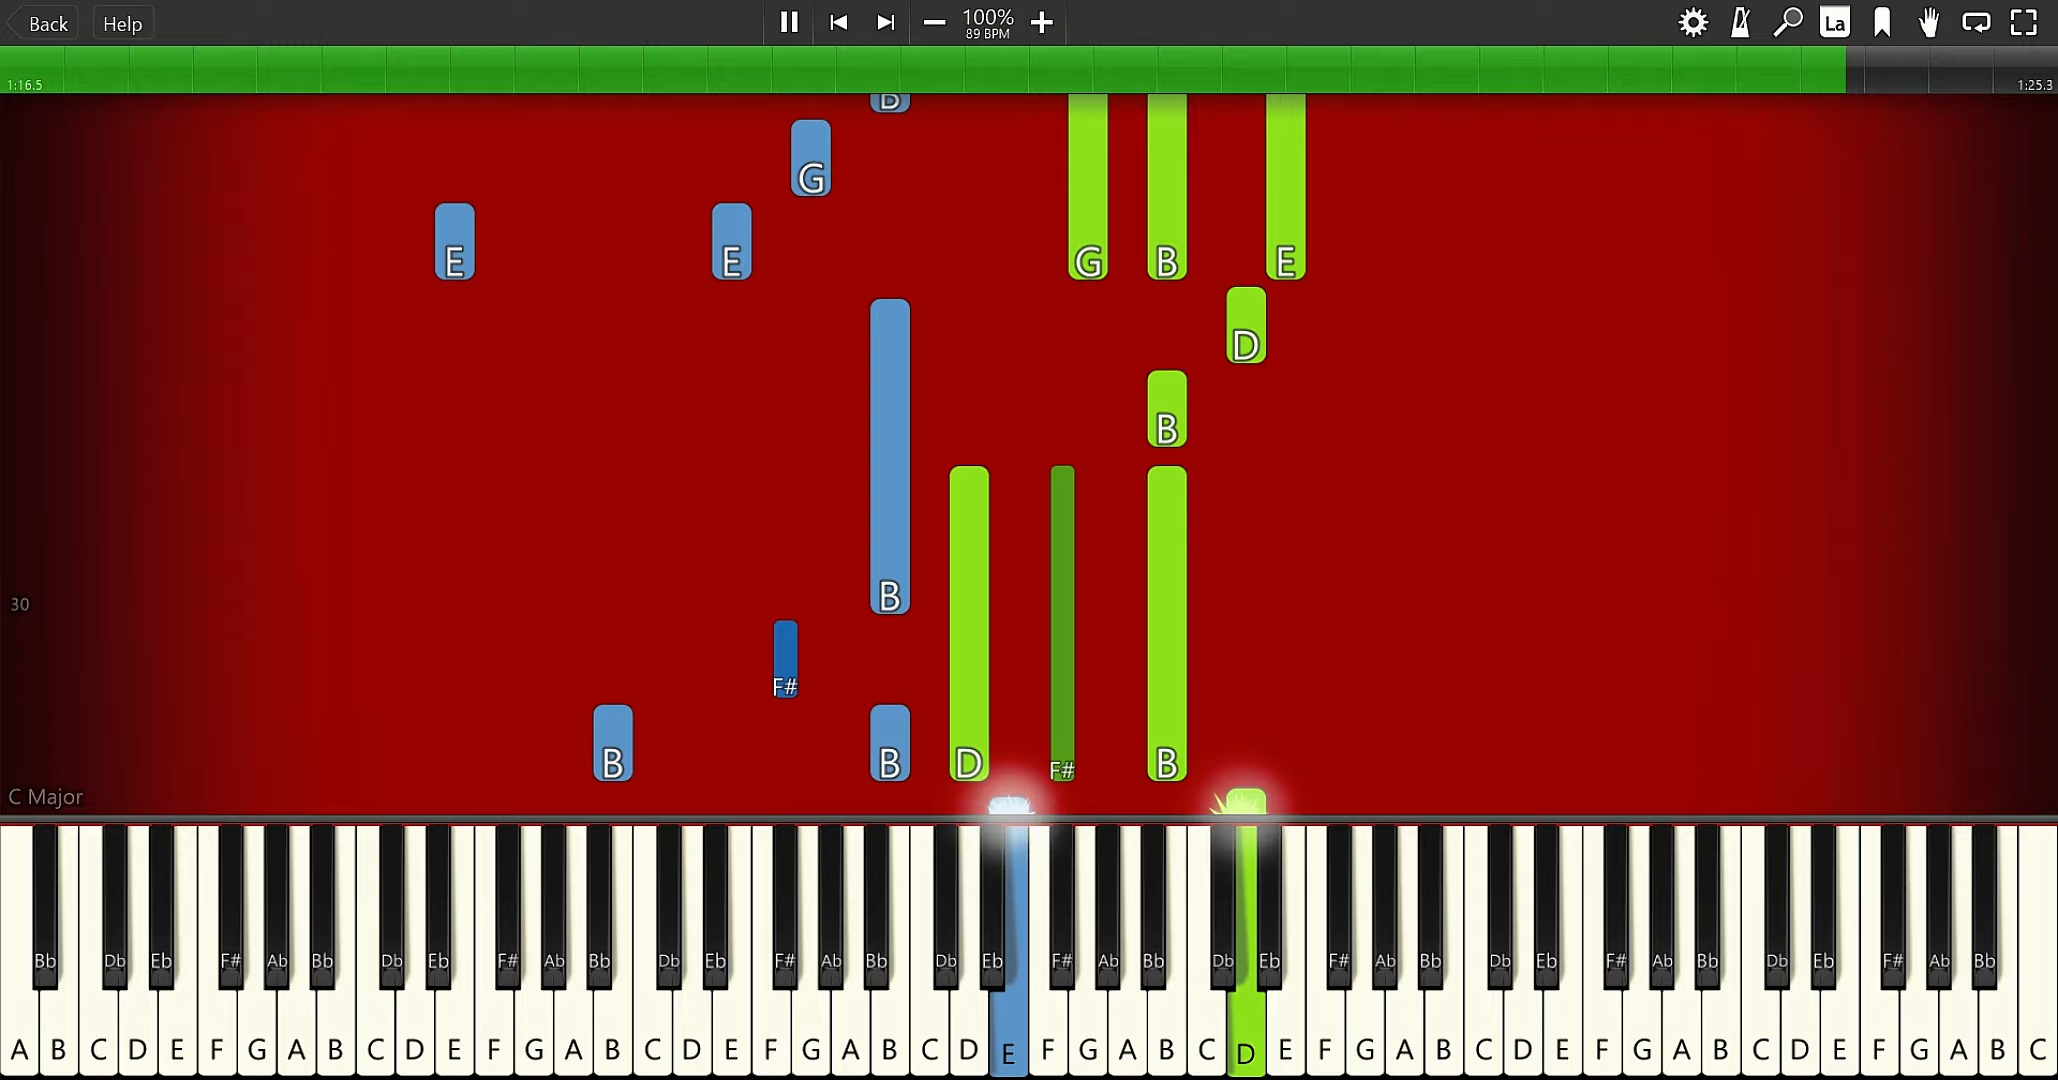 Back Help 100% La
89 BPM
1:16.5 1:25.3
D
G
E E G B E
D
B
B
30
F#
B B D F# B
C Major
Bb Db Eb F# Ab Bb Db Eb F# Ab Bb Db Eb F# Ab Bb Db Eb F# Ab Bb Db Eb F# Ab Bb Db Eb F# Ab Bb Db Eb F# Ab Bb
A B C D E F G A B C D E F G A B C D E F G A B C D E F G A B C D E F G A B C D E F G A B C D E F G A B C